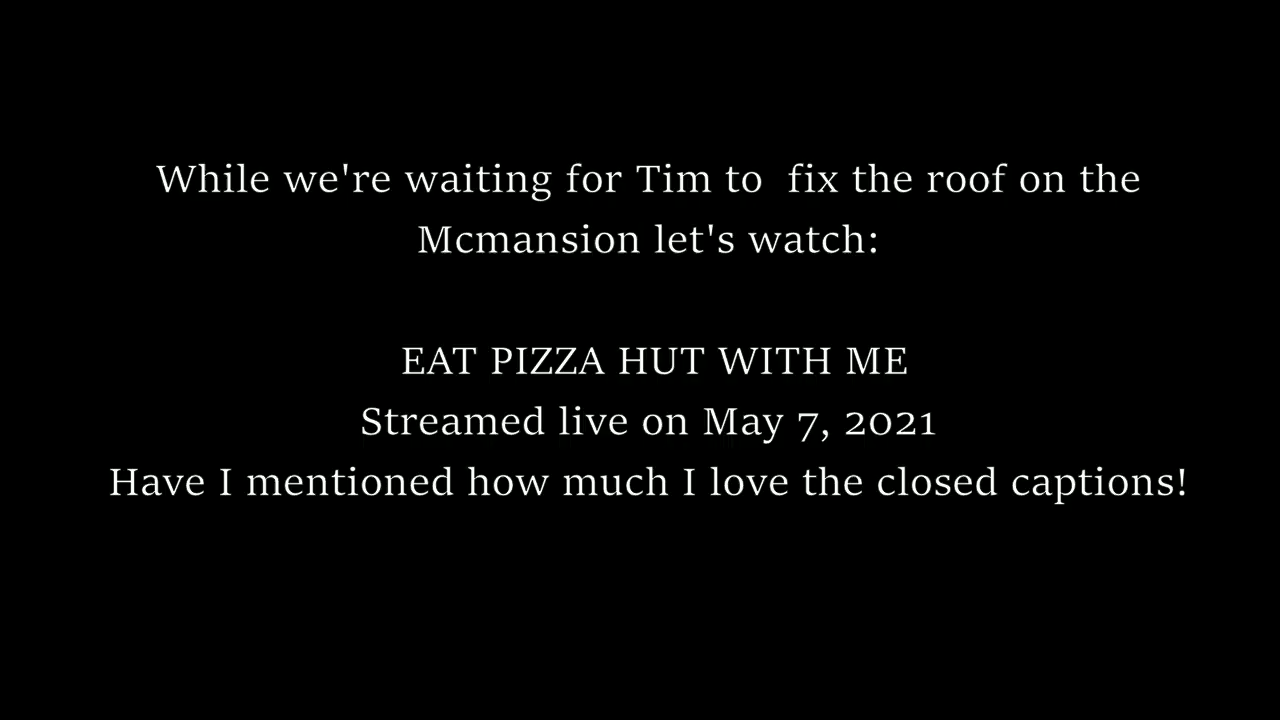 While we're waiting for Tim to  fix the roof on the
Mcmansion let's watch:
EAT PIZZA HUT WITH ME
Streamed live on May 7, 2021
Have I mentioned how much I love the closed captions!